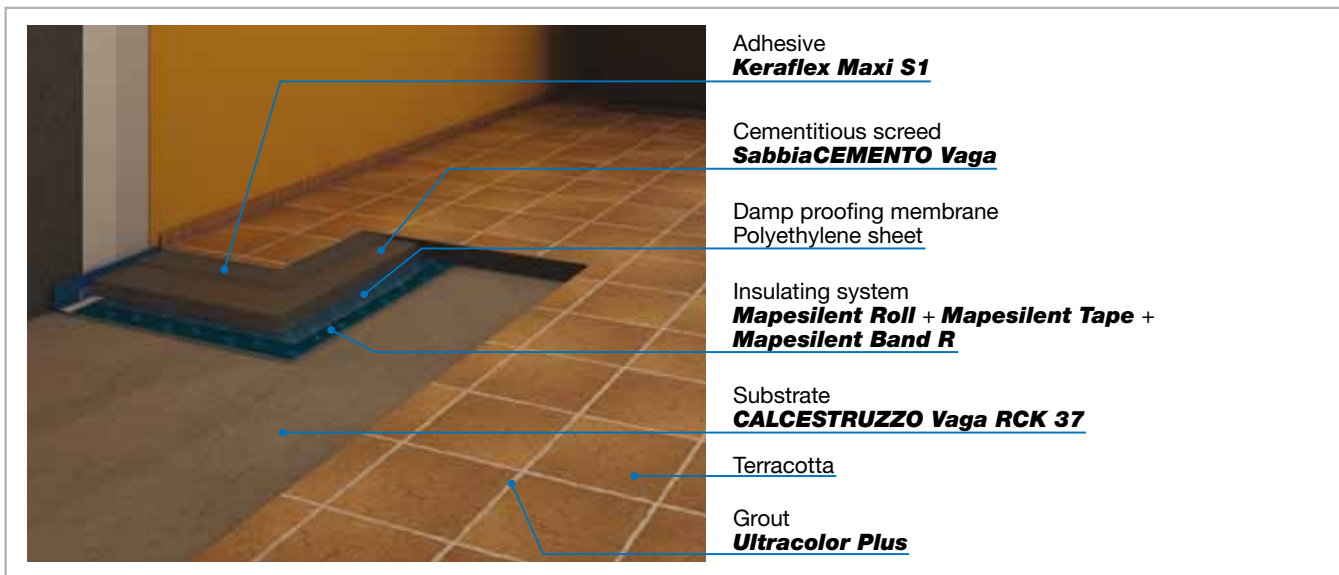 Adhesive
Keraflex Maxi S1
Cementitious screed
SabbiaCEMENTO Vaga
Damp proofing membrane
Polyethylene sheet
Insulating system
Mapesilent Roll + Mapesilent Tape +
Mapesilent Band R
Substrate
CALCESTRUZZO Vaga RCK 37
Terracotta
Grout
Ultracolor Plus